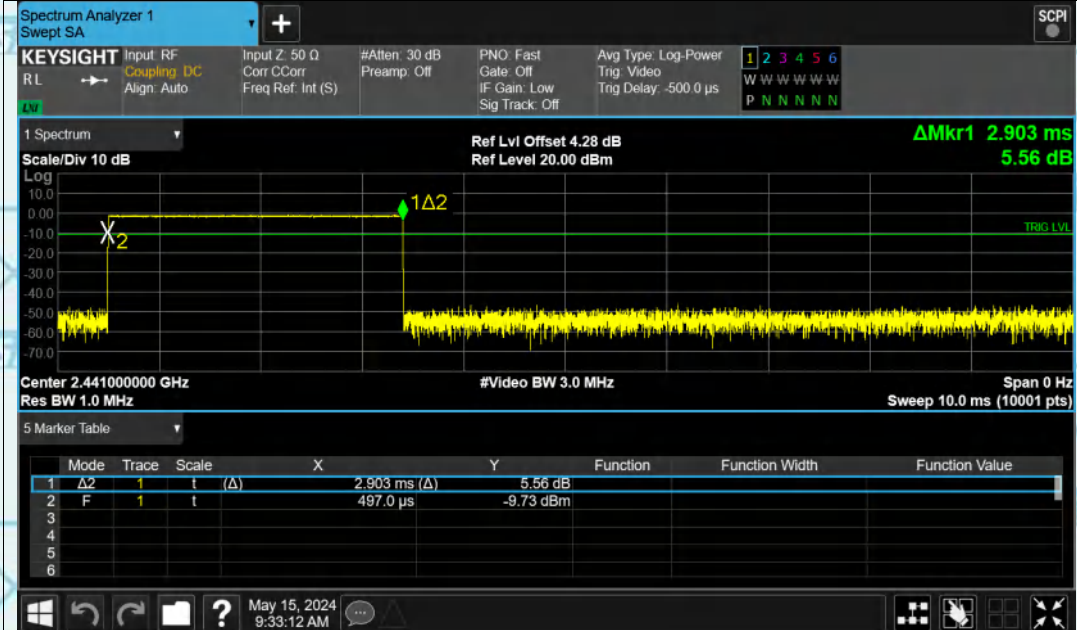 Spectrum Analyzer 1
Swept SA
+
SCPI
KEYSIGHT
RL
LXI
Input: RF
Coupling: DC
Align: Auto
Input Z: 50 Ω
Corr CCorr
Freq Ref: Int (S)
#Atten: 30 dB
Preamp: Off
PNO: Fast
Gate: Off
IF Gain: Low
Sig Track: Off
Avg Type: Log-Power
Trig: Video
Trig Delay: -500.0 µs
1 2 3 4 5 6
W W W W W W
P N N N N N
1 Spectrum
Scale/Div 10 dB
Ref Lvl Offset 4.28 dB
Ref Level 20.00 dBm
ΔMkr1 2.903 ms
5.56 dB
Log
10.0
0.00
-10.0
-20.0
-30.0
-40.0
-50.0
-60.0
-70.0
1Δ2
X2
TRIG LVL
Center 2.441000000 GHz
Res BW 1.0 MHz
#Video BW 3.0 MHz
Span 0 Hz
Sweep 10.0 ms (10001 pts)
5 Marker Table
Mode Trace Scale X Y Function Function Width Function Value
1 Δ2 1 t (Δ) 2.903 ms (Δ) 5.56 dB
2 F 1 t 497.0 µs -9.73 dBm
3
4
5
6
?
May 15, 2024
9:33:12 AM